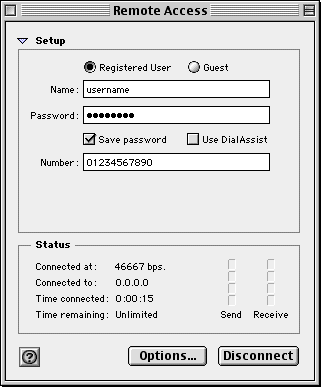 Remote Access
Setup
Registered User Guest
Name: username
Password: ●●●●●●●●
Save password Use DialAssist
Number: 01234567890
Status
Connected at: 46667 bps.
Connected to: 0.0.0.0
Time connected: 0:00:15
Time remaining: Unlimited Send Receive
? Options... Disconnect